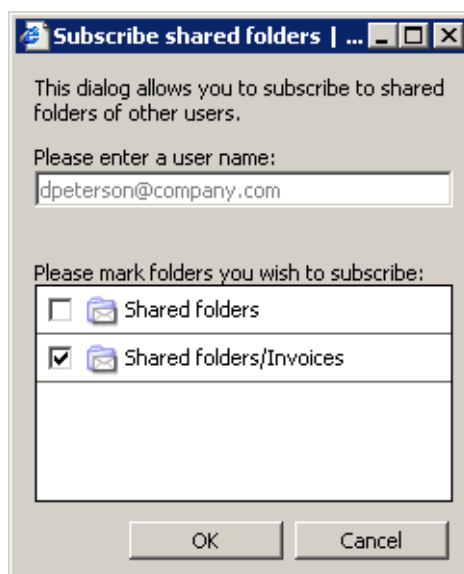 Subscribe shared folders | ...
This dialog allows you to subscribe to shared
folders of other users.
Please enter a user name:
dpeterson@company.com
Please mark folders you wish to subscribe:
Shared folders
Shared folders/Invoices
OK Cancel